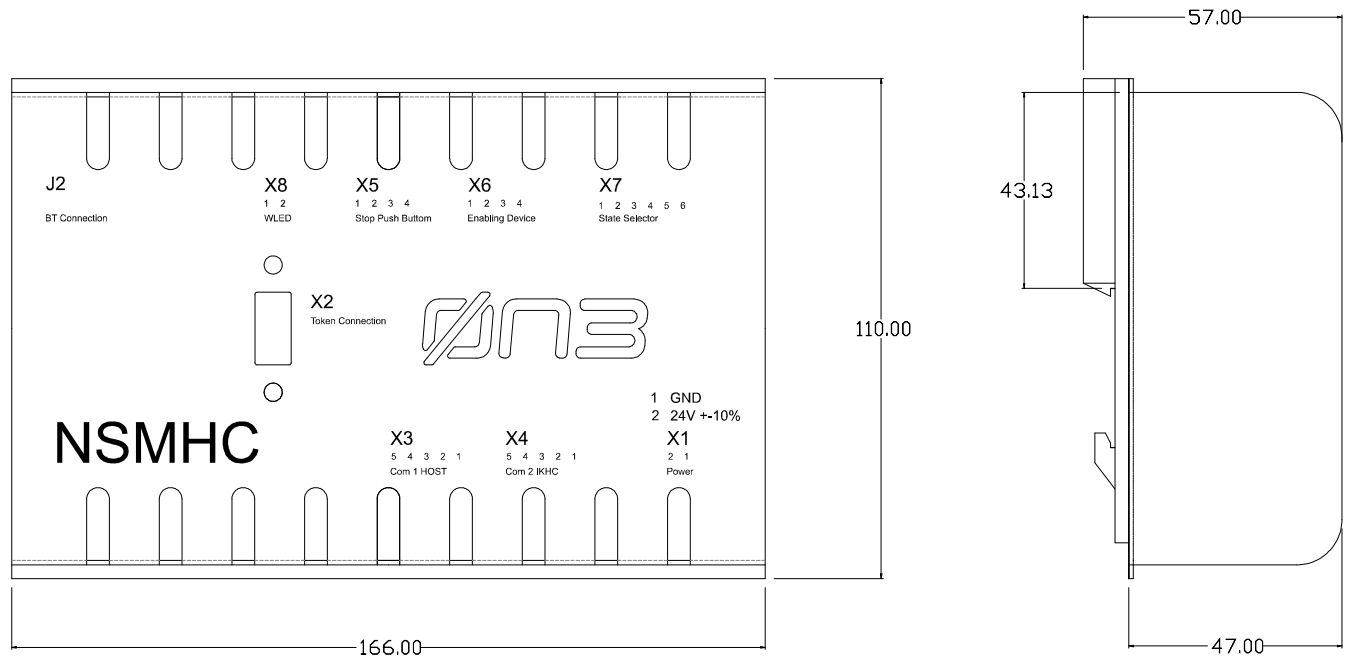 57.00
J2
BT Connection
X8
1 2
WLED
X5
1 2 3 4
Stop Push Buttom
X6
1 2 3 4
Enabling Device
X7
1 2 3 4 5 6
State Selector
43.13
X2
Token Connection
ØN3
110.00
1 GND
2 24V +-10%
NSMHC
X3
5 4 3 2 1
Com 1 HOST
X4
5 4 3 2 1
Com 2 IKHC
X1
2 1
Power
166.00
47.00